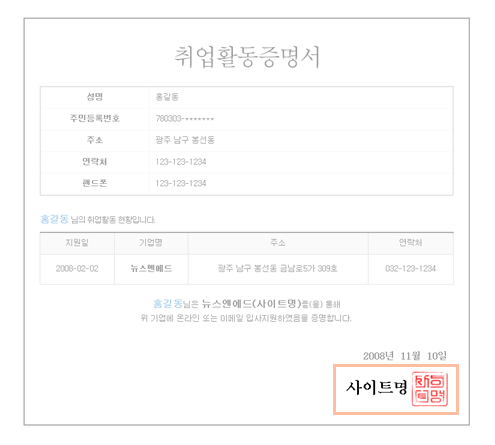 취업활동증명서
성명 홍길동
주민등록번호 780303-*******
주소 광주 남구 봉선동
연락처 123-123-1234
핸드폰 123-123-1234
홍길동 님의 취업활동 현황입니다.
지원일 기업명 주소 연락처
2008-02-02 뉴스앤애드 광주 남구 봉선동 금남로5가 309호 032-123-1234
홍길동님은 뉴스앤애드(사이트명)를(을) 통해
위 기업에 온라인 또는 이메일 입사지원하였음을 증명합니다.
2008년 11월 10일
사이트명